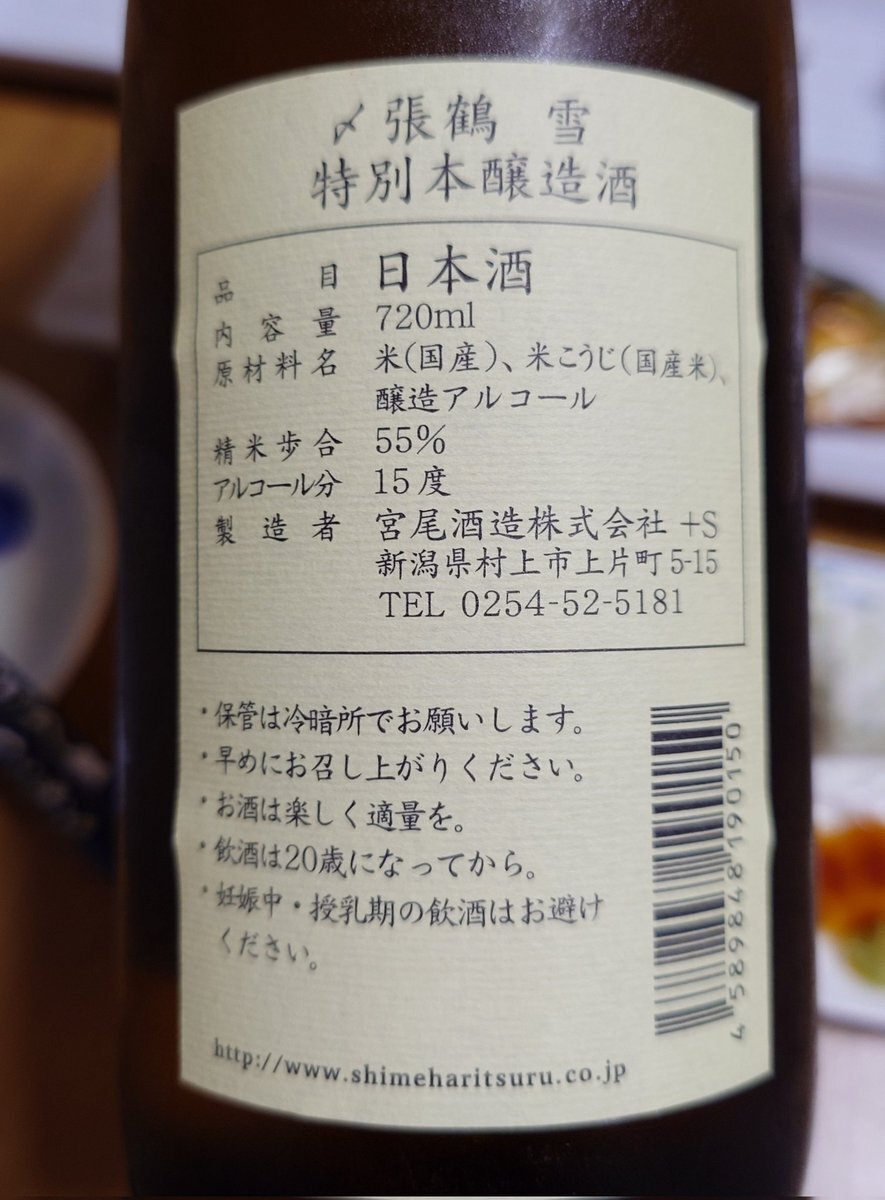 〆張鶴 雪
特別本醸造酒
品目 日本酒
内容量 720ml
原材料名 米(国産)、米こうじ(国産米)、
醸造アルコール
精米歩合 55%
アルコール分 15度
製造者 宮尾酒造株式会社 +S
新潟県村上市上片町5-15
TEL 0254-52-5181
・保管は冷暗所でお願いします。
・早めにお召し上がりください。
・お酒は楽しく適量を。
・飲酒は20歳になってから。
・妊娠中・授乳期の飲酒はお避け
ください。
4589848190150
http://www.shimeharitsuru.co.jp